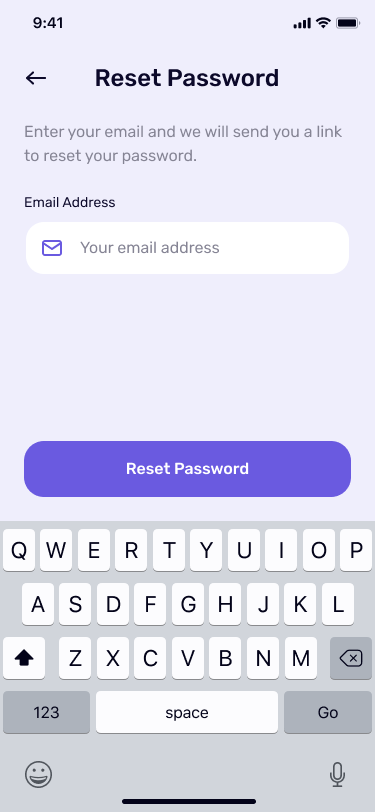 9:41
Reset Password
Enter your email and we will send you a link
to reset your password.
Email Address
Your email address
Reset Password
Q W E R T Y U I O P
A S D F G H J K L
Z X C V B N M
123 space Go